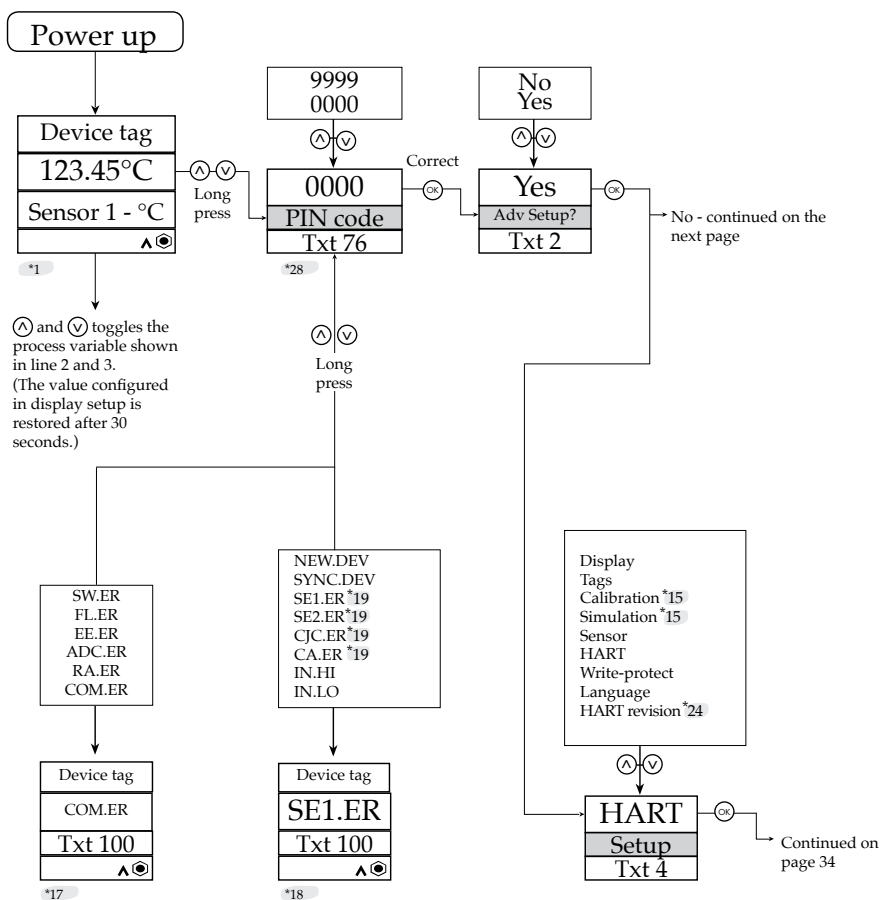 Power up
Device tag
123.45°C
Sensor 1 - °C
*1
Long
press
9999
0000
0000
PIN code
Txt 76
*28
Correct
OK
No
Yes
Yes
Adv Setup?
Txt 2
OK
No - continued on the
next page
and toggles the
process variable shown
in line 2 and 3.
(The value configured
in display setup is
restored after 30
seconds.)
Long
press
SW.ER
FL.ER
EE.ER
ADC.ER
RA.ER
COM.ER
Device tag
COM.ER
Txt 100
*17
NEW.DEV
SYNC.DEV
SE1.ER *19
SE2.ER *19
CJC.ER *19
CA.ER *19
IN.HI
IN.LO
Device tag
SE1.ER
Txt 100
*18
Display
Tags
Calibration *15
Simulation *15
Sensor
HART
Write-protect
Language
HART revision *24
HART
Setup
Txt 4
OK
Continued on
page 34